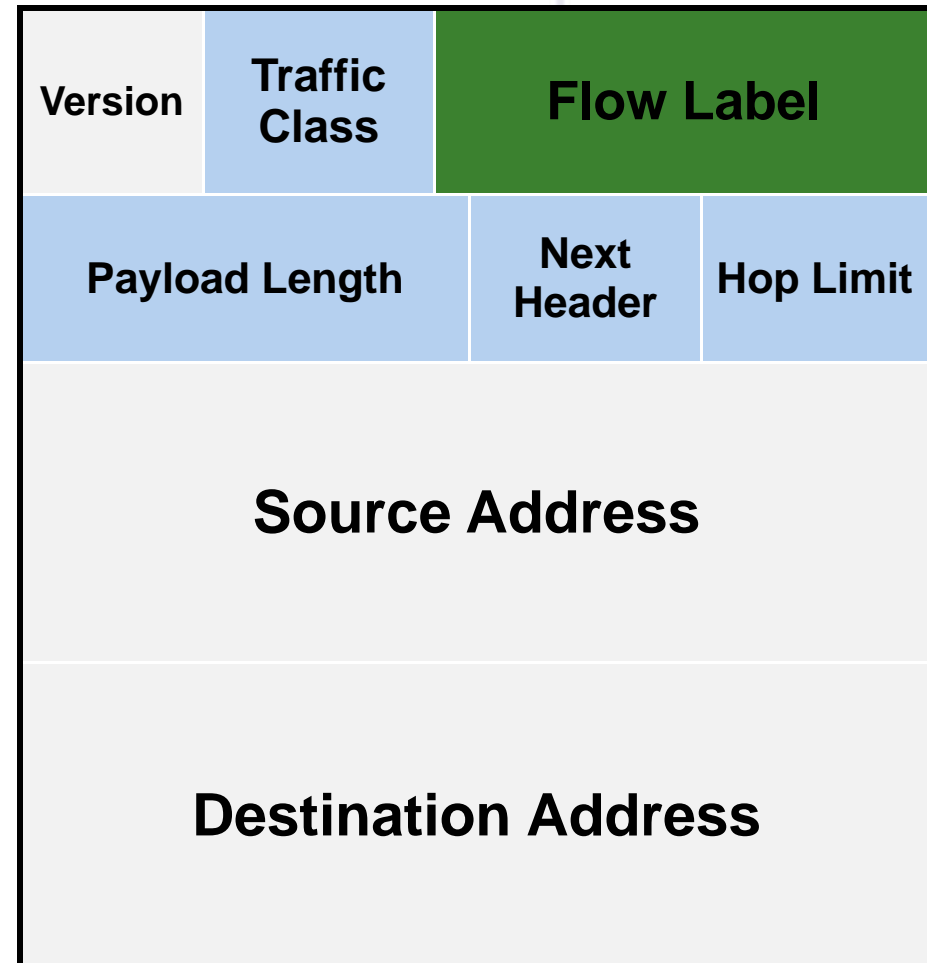 Version
Traffic
Class
Flow Label
Payload Length
Next
Header
Hop Limit
Source Address
Destination Address